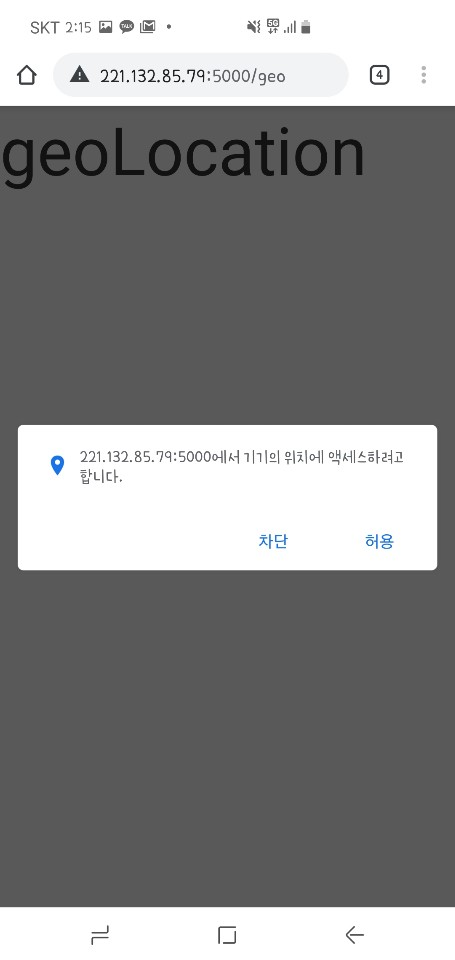 SKT 2:15 TALK M 5G
221.132.85.79:5000/geo 4
geoLocation
221.132.85.79:5000에서 기기의 위치에 액세스하려고
합니다.
차단 허용